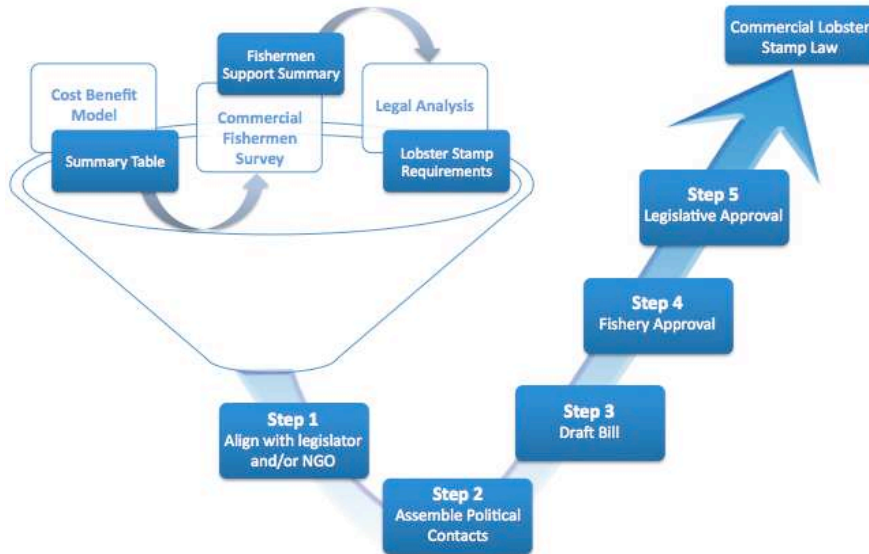 Commercial Lobster
Stamp Law
Fishermen
Support Summary
Cost Benefit
Model
Legal Analysis
Commercial
Fishermen
Survey
Summary Table
Lobster Stamp
Requirements
Step 5
Legislative Approval
Step 4
Fishery Approval
Step 1
Align with legislator
and/or NGO
Step 3
Draft Bill
Step 2
Assemble Political
Contacts